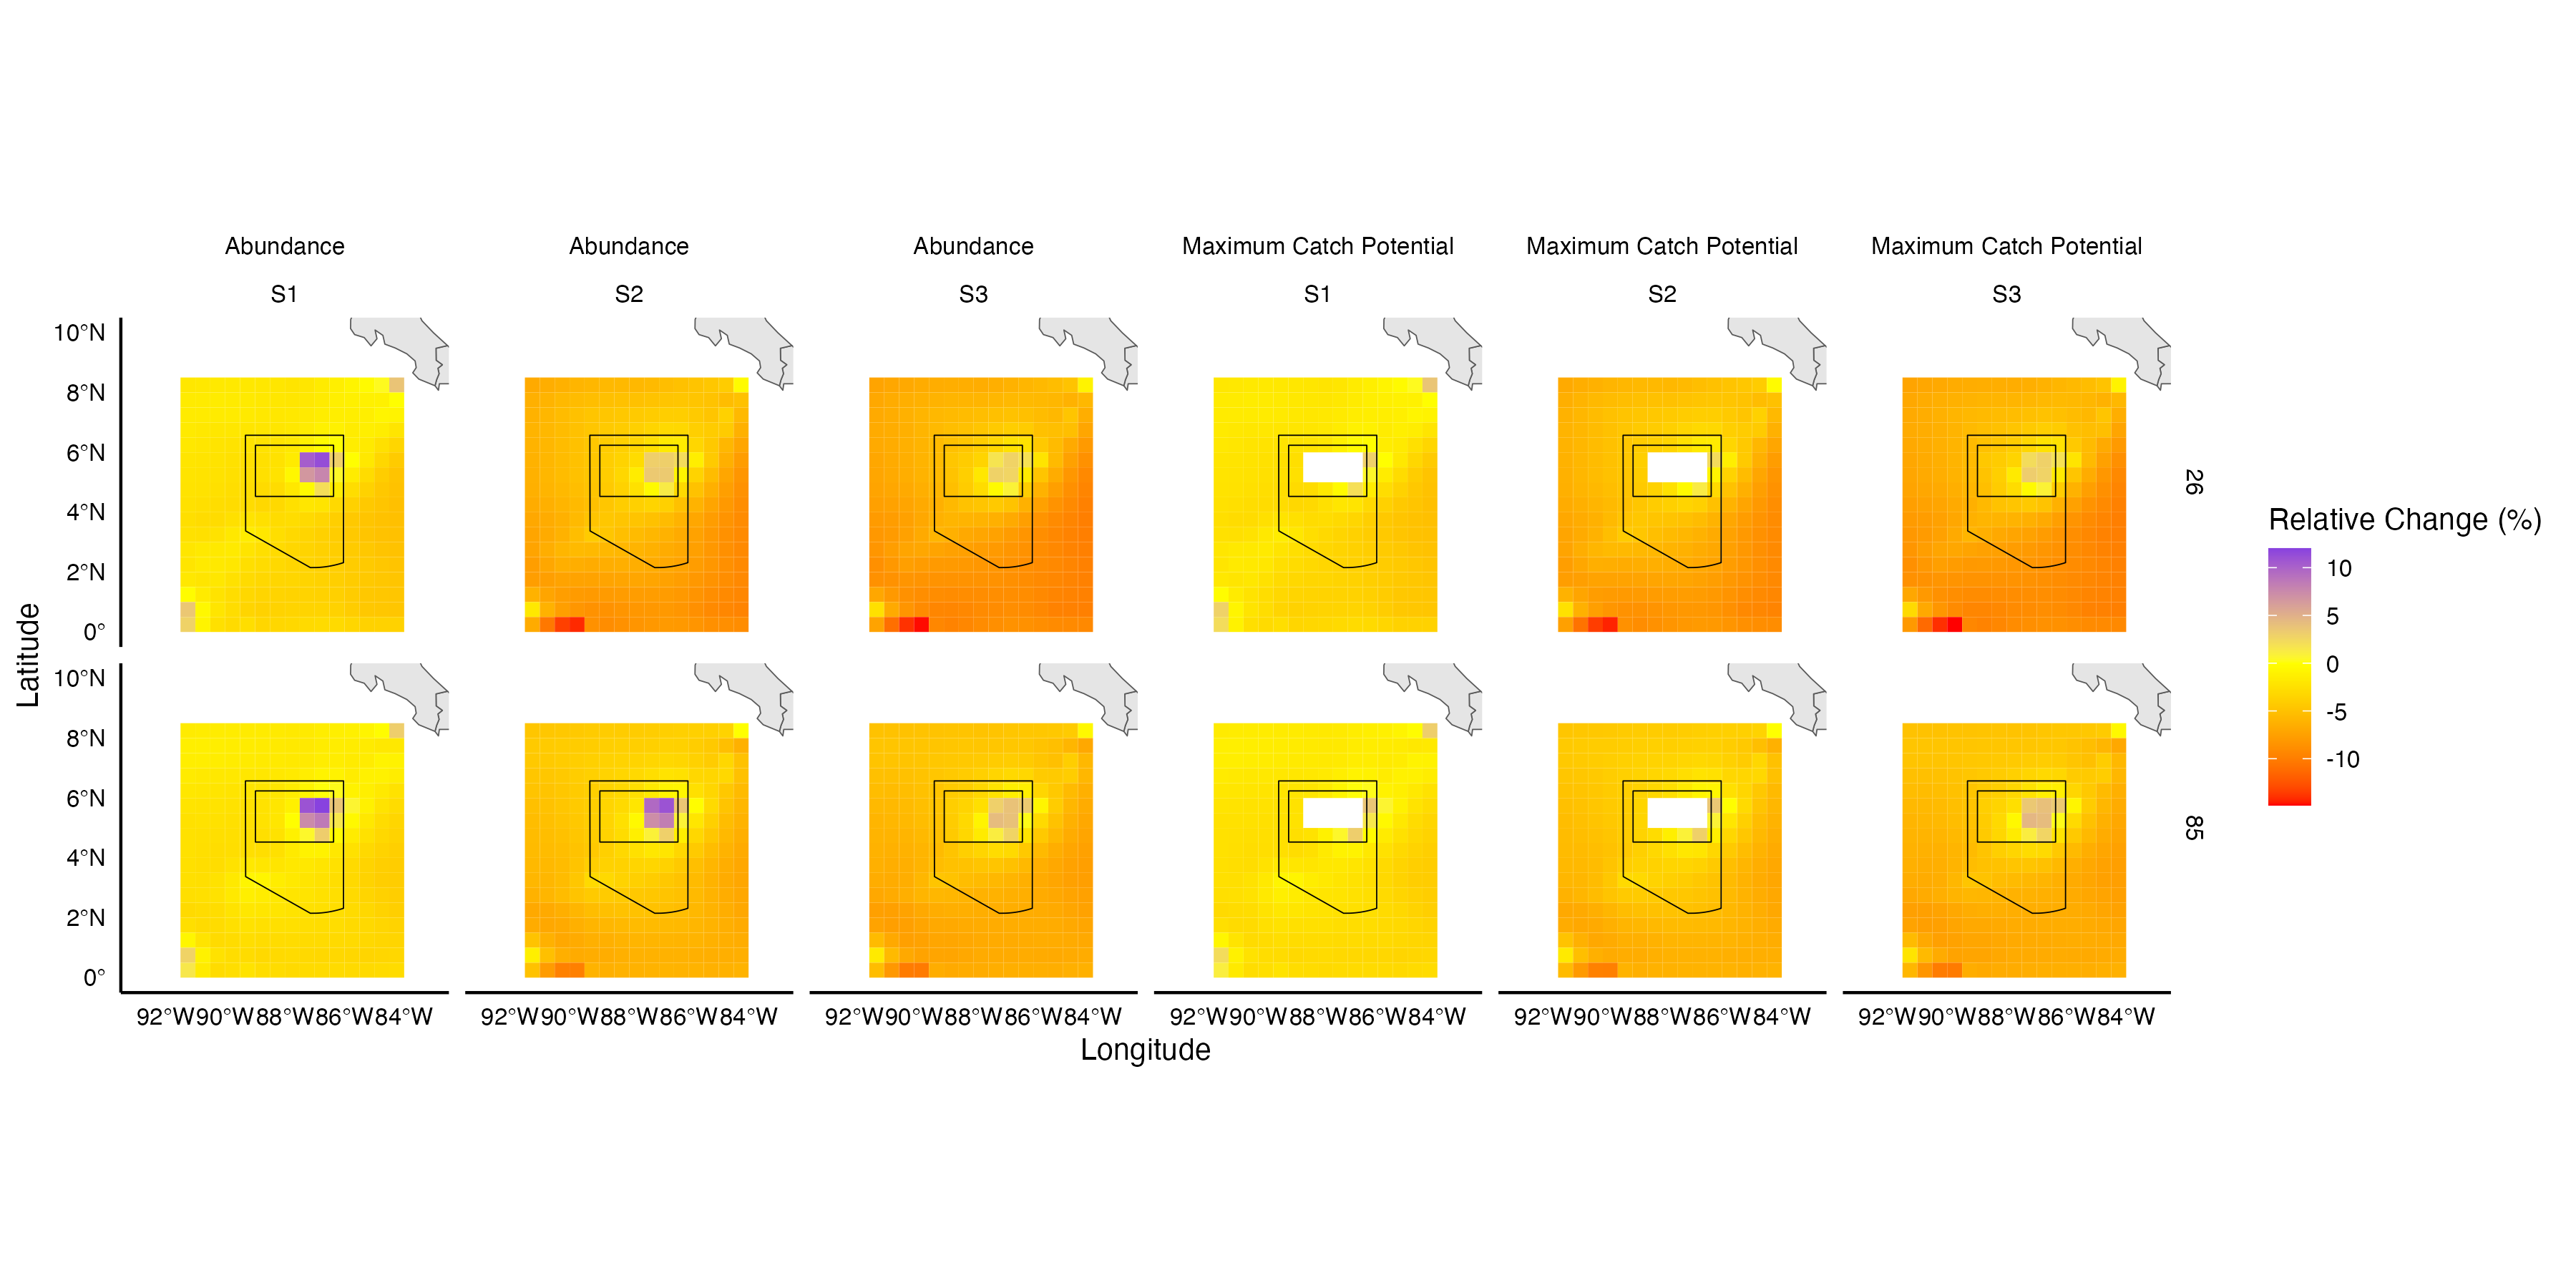 Abundance Abundance Abundance Maximum Catch Potential Maximum Catch Potential Maximum Catch Potential
S1 S2 S3 S1 S2 S3
10°N
8°N
6°N
4°N
2°N
0°
26
10°N
8°N
6°N
4°N
2°N
0°
85
Latitude
92°W90°W88°W86°W84°W 92°W90°W88°W86°W84°W 92°W90°W88°W86°W84°W 92°W90°W88°W86°W84°W 92°W90°W88°W86°W84°W 92°W90°W88°W86°W84°W
Longitude
Relative Change (%)
10
5
0
-5
-10